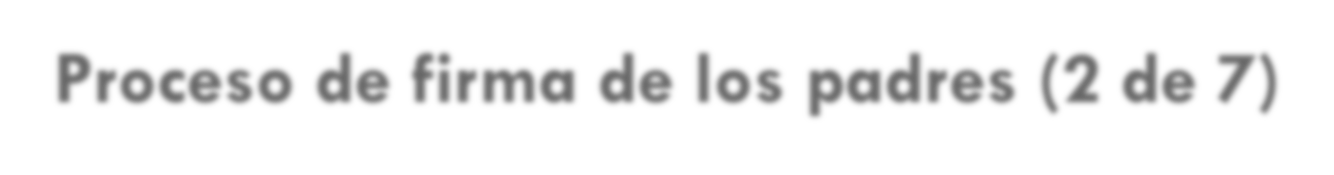 Proceso de firma de los padres (2 de 7)